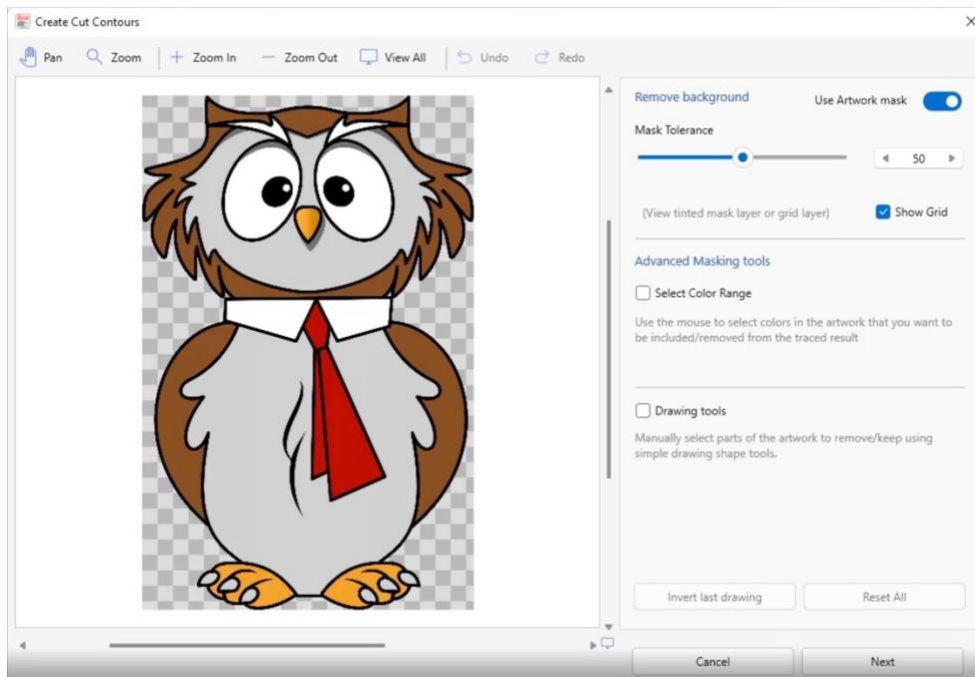 Create Cut Contours
Pan Zoom Zoom In Zoom Out View All Undo Redo
Remove background Use Artwork mask
Mask Tolerance
50
(View tinted mask layer or grid layer) Show Grid
Advanced Masking tools
Select Color Range
Use the mouse to select colors in the artwork that you want to
be included/removed from the traced result
Drawing tools
Manually select parts of the artwork to remove/keep using
simple drawing shape tools.
Invert last drawing Reset All
Cancel Next